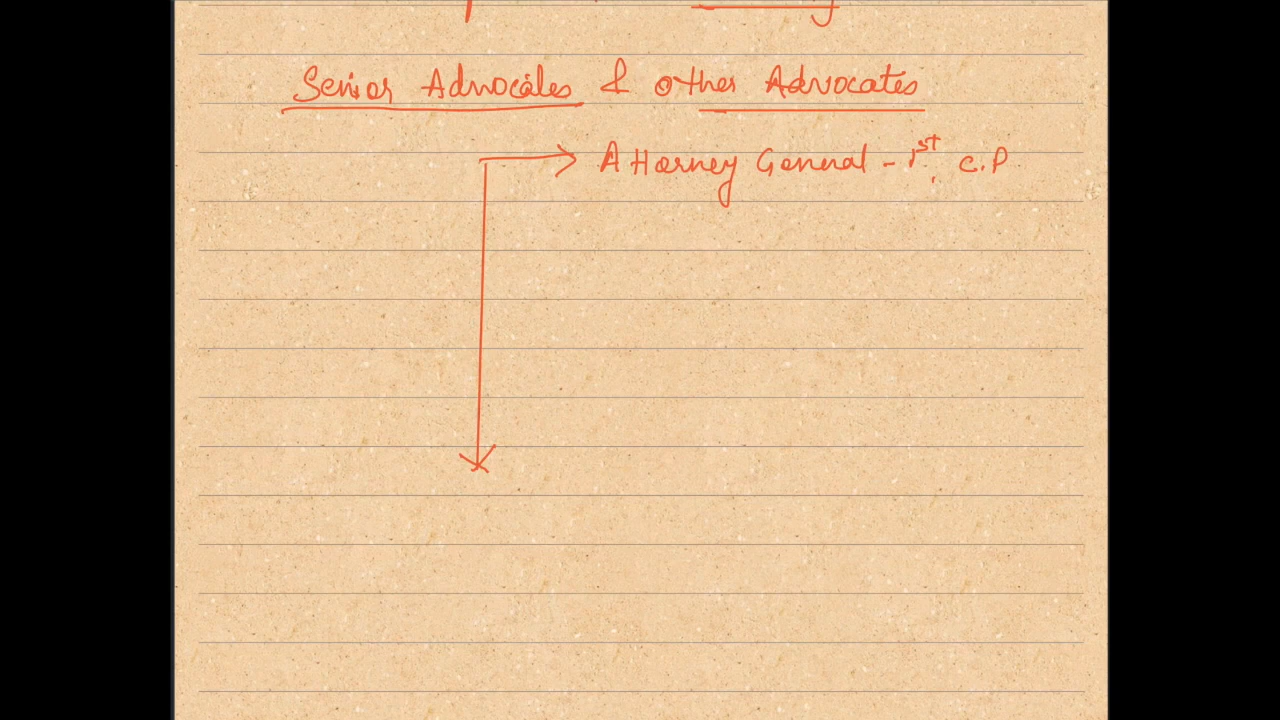 Senior Advocates & other Advocates
Attorney General - 1st. C.P